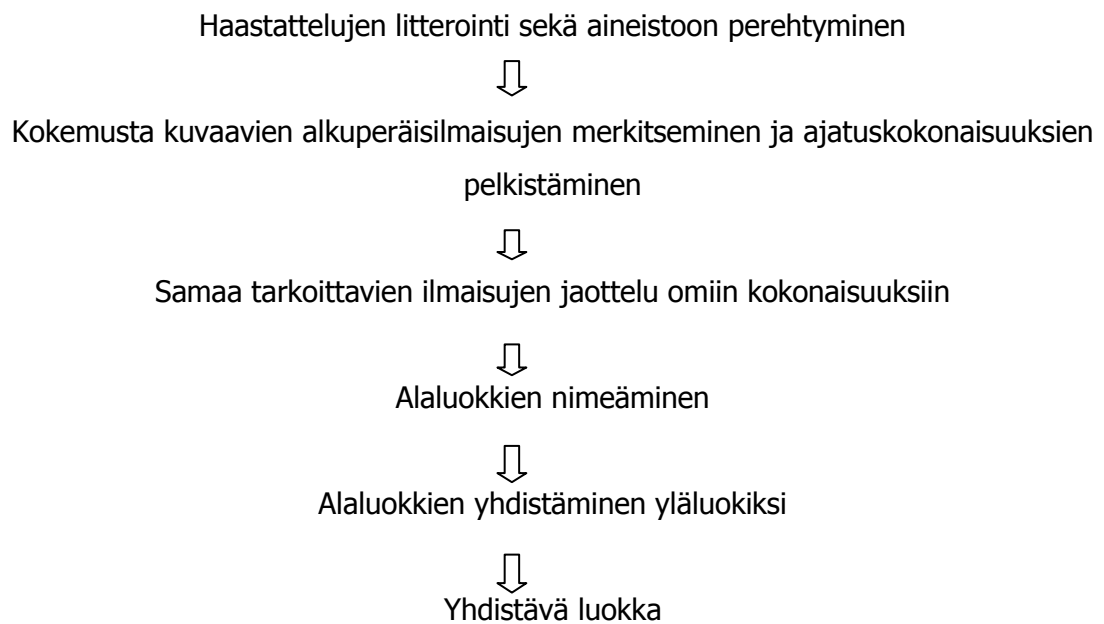 Haastattelujen litterointi sekä aineistoon perehtyminen
Kokemusta kuvaavien alkuperäisilmaisujen merkitseminen ja ajatuskokonaisuuksien
pelkistäminen
Samaa tarkoittavien ilmaisujen jaottelu omiin kokonaisuuksiin
Alaluokkien nimeäminen
Alaluokkien yhdistäminen yläluokiksi
Yhdistävä luokka